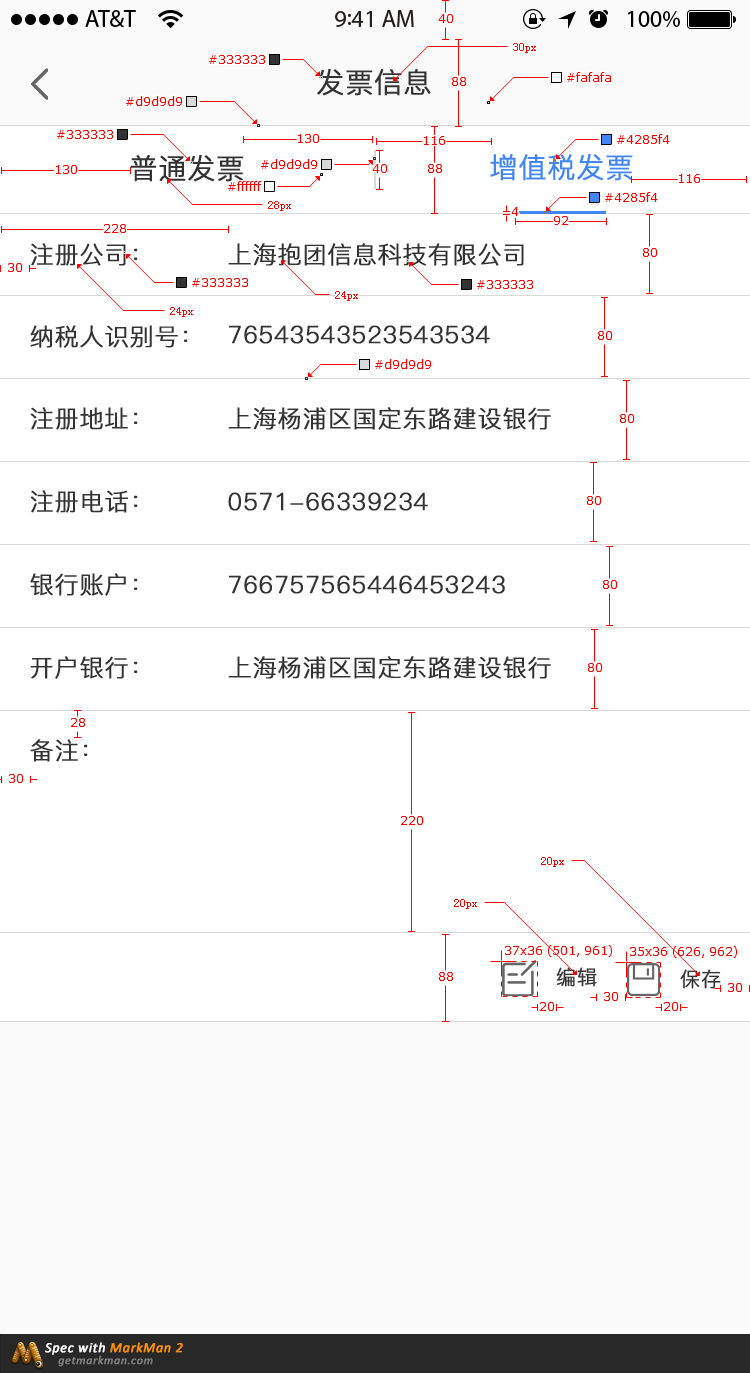 AT&T 9:41 AM 100%
40
#333333
30px
发票信息
88
#fafafa
#d9d9d9
#333333
130
116
#4285f4
130
普通发票
#d9d9d9
40
88
增值税发票
116
#ffffff
28px
#4285f4
4
92
228
注册公司：
上海抱团信息科技有限公司
80
30
#333333
24px
#333333
24px
纳税人识别号：
76543543523543534
80
#d9d9d9
注册地址：
上海杨浦区国定东路建设银行
80
注册电话：
0571-66339234
80
银行账户：
766757565446453243
80
开户银行：
上海杨浦区国定东路建设银行
80
28
备注：
30
220
20px
20px
37x36 (501, 961)
35x36 (626, 962)
88
编辑
保存
30
30
20
20
Spec with MarkMan 2
getmarkman.com